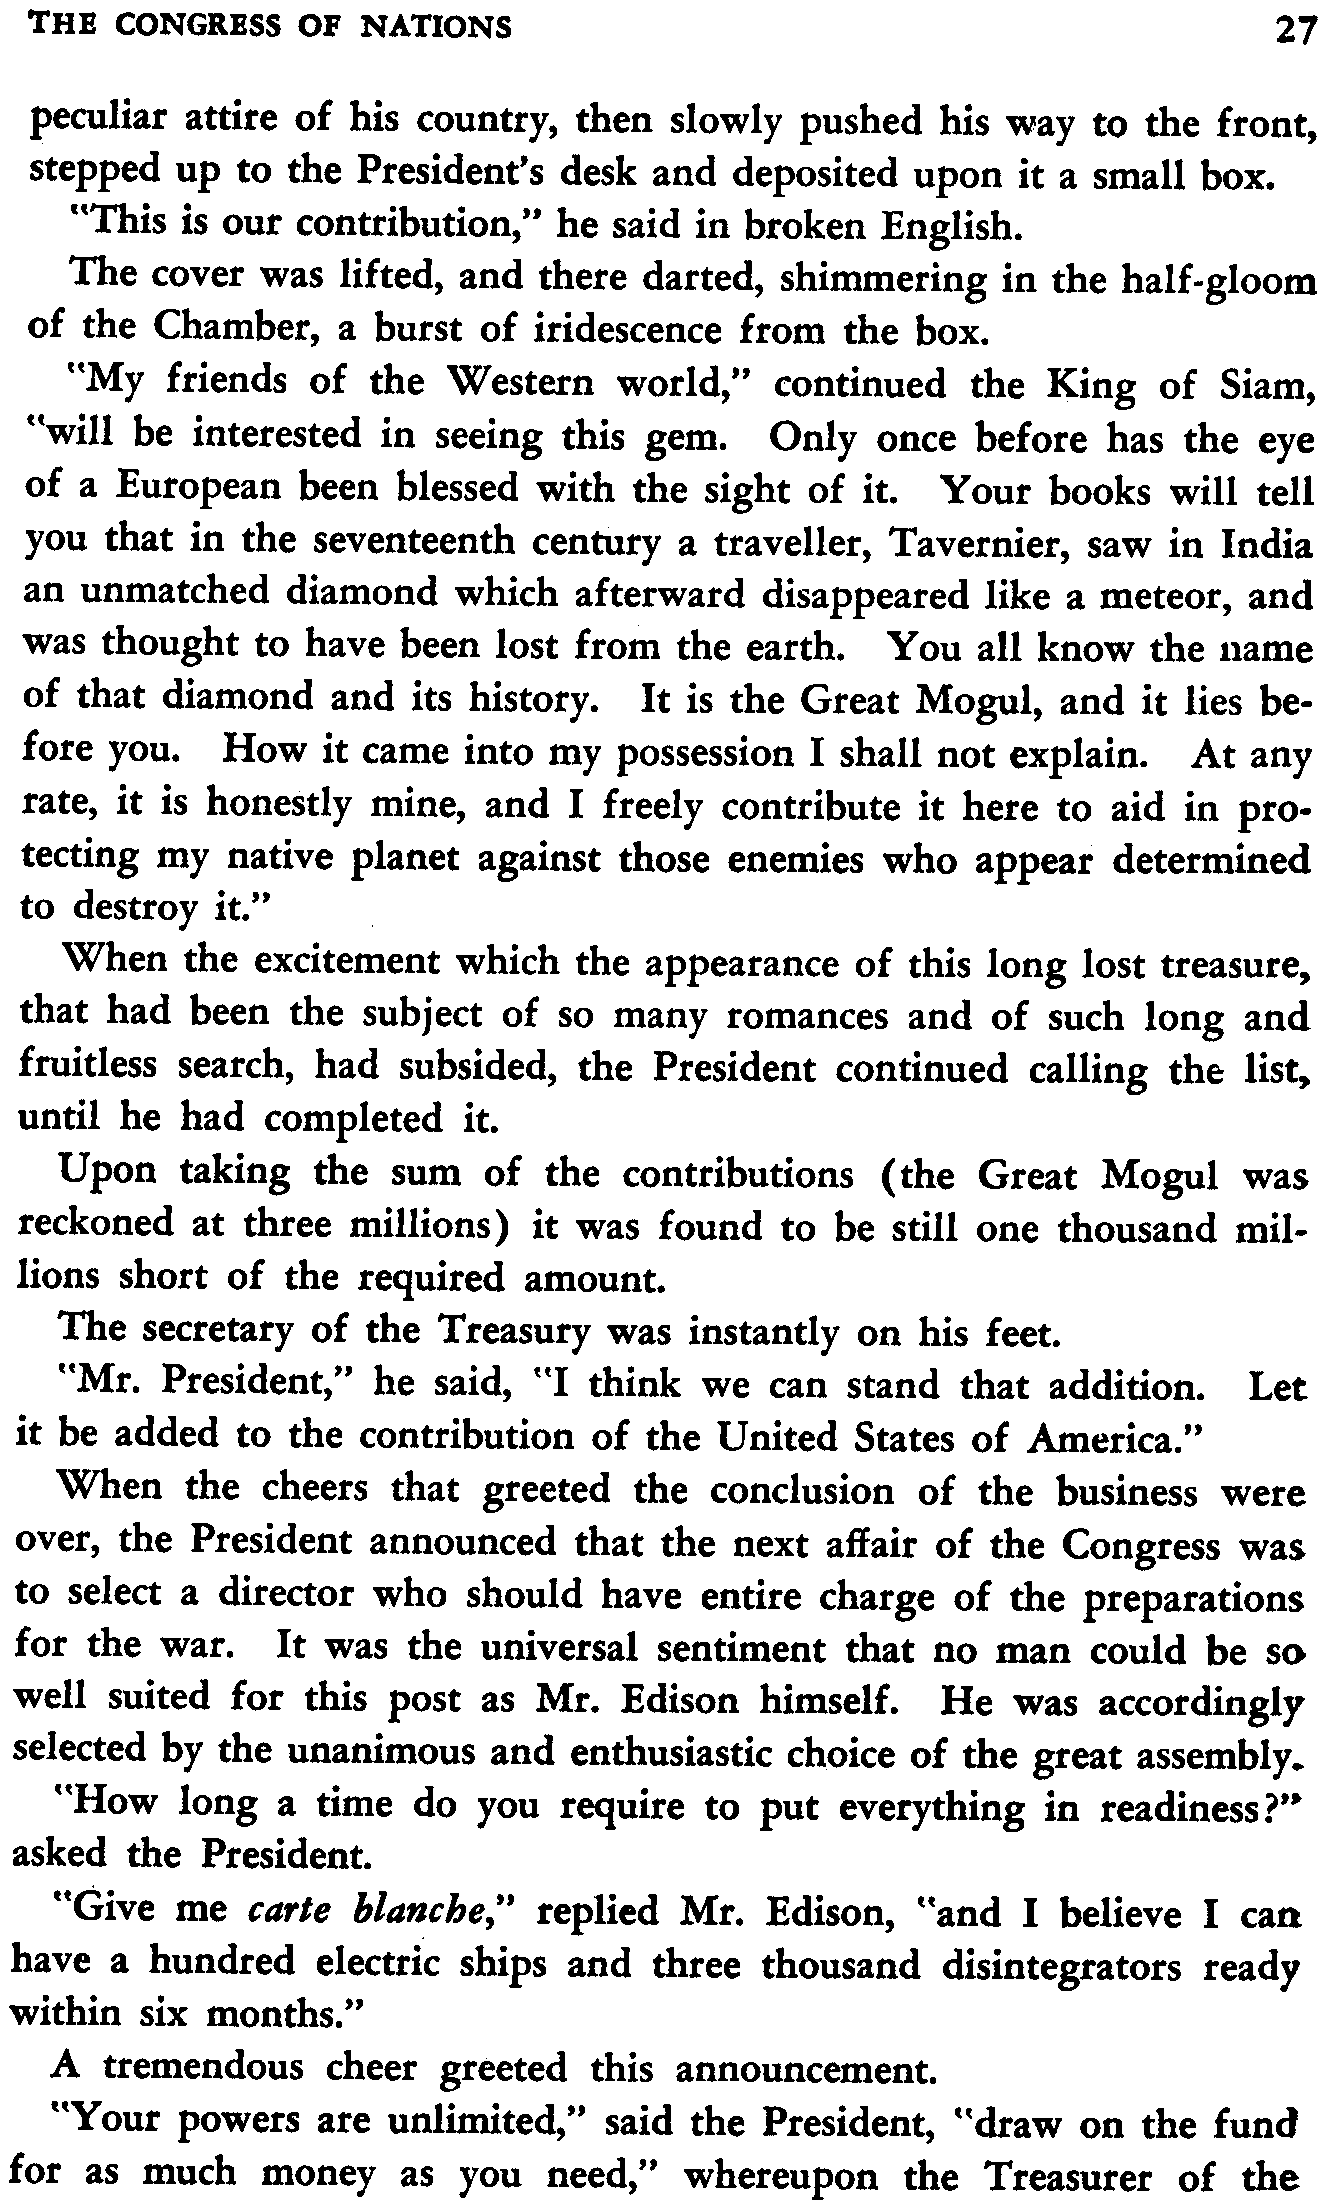 THE CONGRESS OF NATIONS 27
peculiar attire of his country, then slowly pushed his way to the front,
stepped up to the President's desk and deposited upon it a small box.
"This is our contribution," he said in broken English.
The cover was lifted, and there darted, shimmering in the half-gloom
of the Chamber, a burst of iridescence from the box.
"My friends of the Western world," continued the King of Siam,
"will be interested in seeing this gem. Only once before has the eye
of a European been blessed with the sight of it. Your books will tell
you that in the seventeenth century a traveller, Tavernier, saw in India
an unmatched diamond which afterward disappeared like a meteor, and
was thought to have been lost from the earth. You all know the name
of that diamond and its history. It is the Great Mogul, and it lies be-
fore you. How it came into my possession I shall not explain. At any
rate, it is honestly mine, and I freely contribute it here to aid in pro-
tecting my native planet against those enemies who appear determined
to destroy it."
When the excitement which the appearance of this long lost treasure,
that had been the subject of so many romances and of such long and
fruitless search, had subsided, the President continued calling the list,
until he had completed it.
Upon taking the sum of the contributions (the Great Mogul was
reckoned at three millions) it was found to be still one thousand mil-
lions short of the required amount.
The secretary of the Treasury was instantly on his feet.
"Mr. President," he said, "I think we can stand that addition. Let
it be added to the contribution of the United States of America."
When the cheers that greeted the conclusion of the business were
over, the President announced that the next affair of the Congress was
to select a director who should have entire charge of the preparations
for the war. It was the universal sentiment that no man could be so
well suited for this post as Mr. Edison himself. He was accordingly
selected by the unanimous and enthusiastic choice of the great assembly.
"How long a time do you require to put everything in readiness?"
asked the President.
"Give me carte blanche," replied Mr. Edison, "and I believe I can
have a hundred electric ships and three thousand disintegrators ready
within six months."
A tremendous cheer greeted this announcement.
"Your powers are unlimited," said the President, "draw on the fund
for as much money as you need," whereupon the Treasurer of the